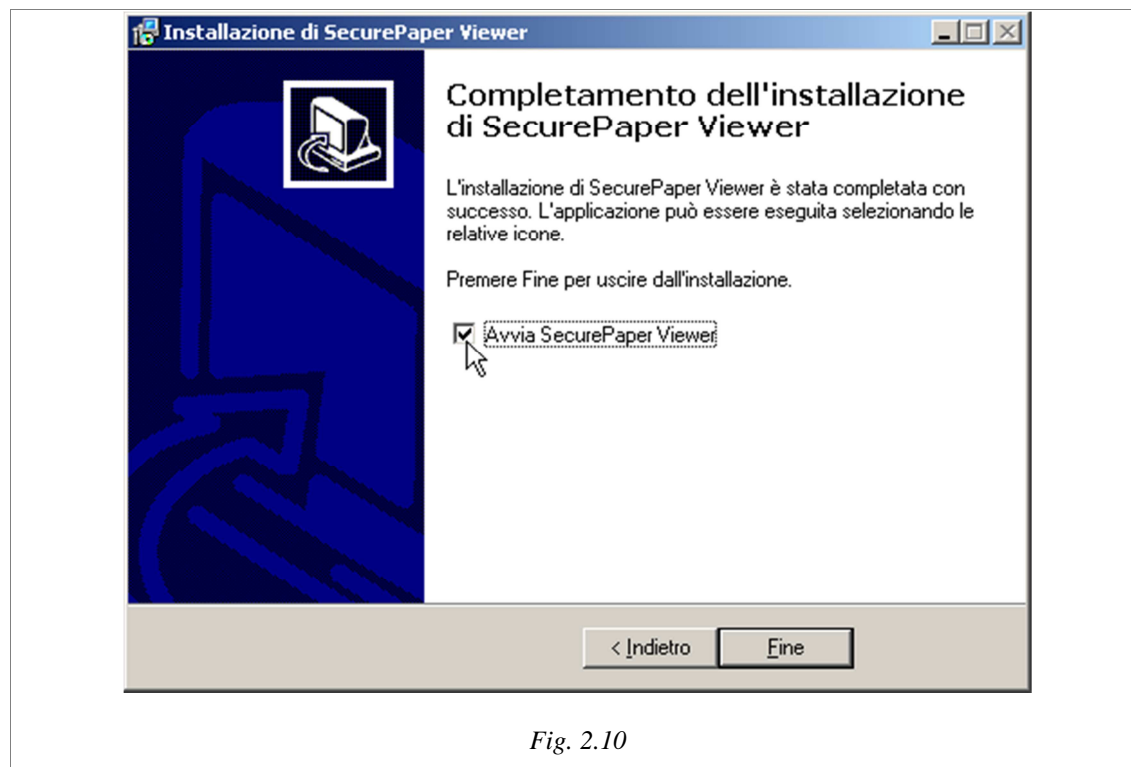 Installazione di SecurePaper Viewer
Completamento dell'installazione
di SecurePaper Viewer
L'installazione di SecurePaper Viewer è stata completata con
successo. L'applicazione può essere eseguita selezionando le
relative icone.
Premere Fine per uscire dall'installazione.
Avvia SecurePaper Viewer
< Indietro
Fine
Fig. 2.10